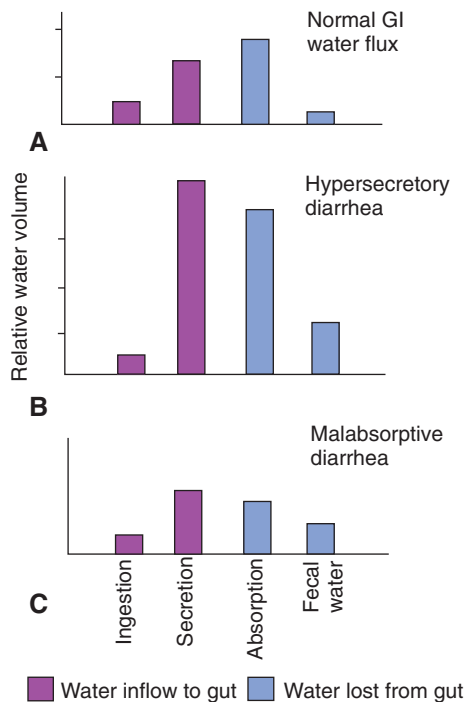 Normal GI
water flux
A
Hypersecretory
diarrhea
Relative water volume
B
Malabsorptive
diarrhea
C
Ingestion
Secretion
Absorption
Fecal
water
Water inflow to gut
Water lost from gut